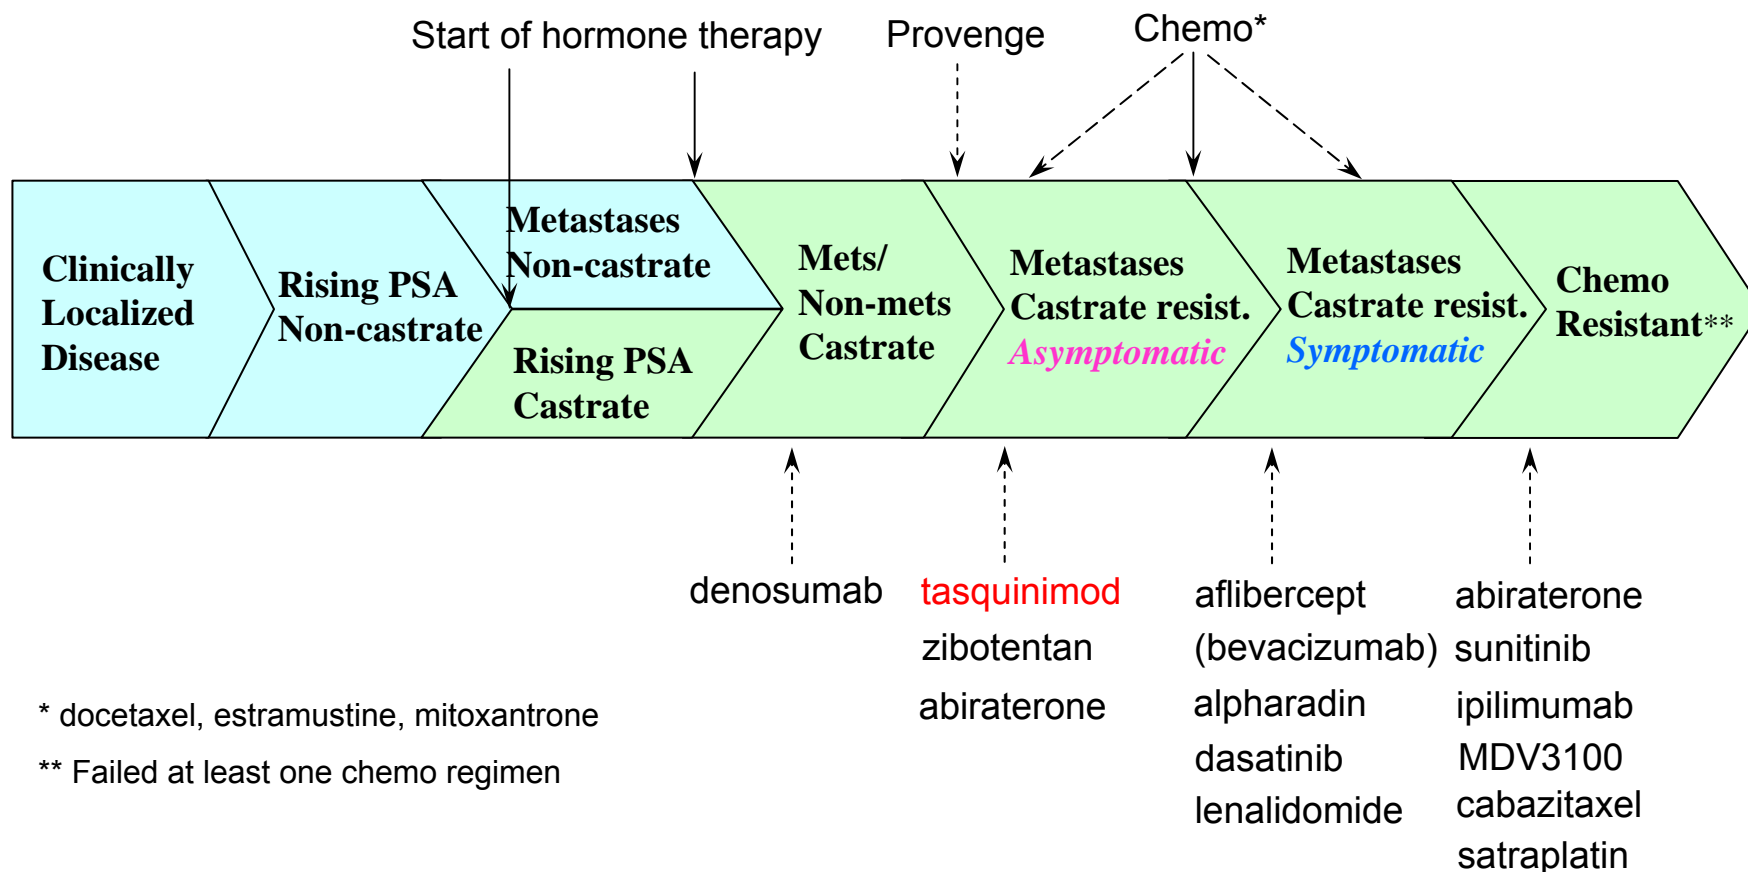 Start of hormone therapy
Provenge
Chemo*
Clinically
Localized
Disease
Rising PSA
Non-castrate
Metastases
Non-castrate
Rising PSA
Castrate
Mets/
Non-mets
Castrate
Metastases
Castrate resist.
Asymptomatic
Metastases
Castrate resist.
Symptomatic
Chemo
Resistant**
denosumab
tasquinimod
zibotentan
abiraterone
aflibercept
(bevacizumab)
alpharadin
dasatinib
lenalidomide
abiraterone
sunitinib
ipilimumab
MDV3100
cabazitaxel
satraplatin
* docetaxel, estramustine, mitoxantrone
** Failed at least one chemo regimen